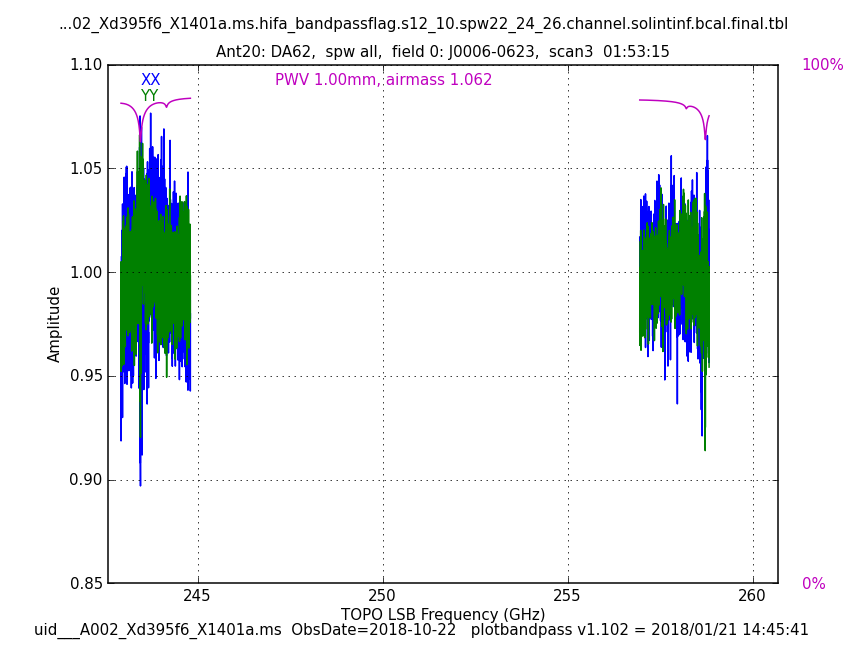 ...02_Xd395f6_X1401a.ms.hifa_bandpassflag.s12_10.spw22_24_26.channel.solintinf.bcal.final.tbl
Ant20: DA62,  spw all,  field 0: J0006-0623,  scan3  01:53:15
1.10
XX
YY
PWV 1.00mm, airmass 1.062
100%
1.05
1.00
Amplitude
0.95
0.90
0.85
0%
245
250
255
260
TOPO LSB Frequency (GHz)
uid___A002_Xd395f6_X1401a.ms  ObsDate=2018-10-22   plotbandpass v1.102 = 2018/01/21 14:45:41